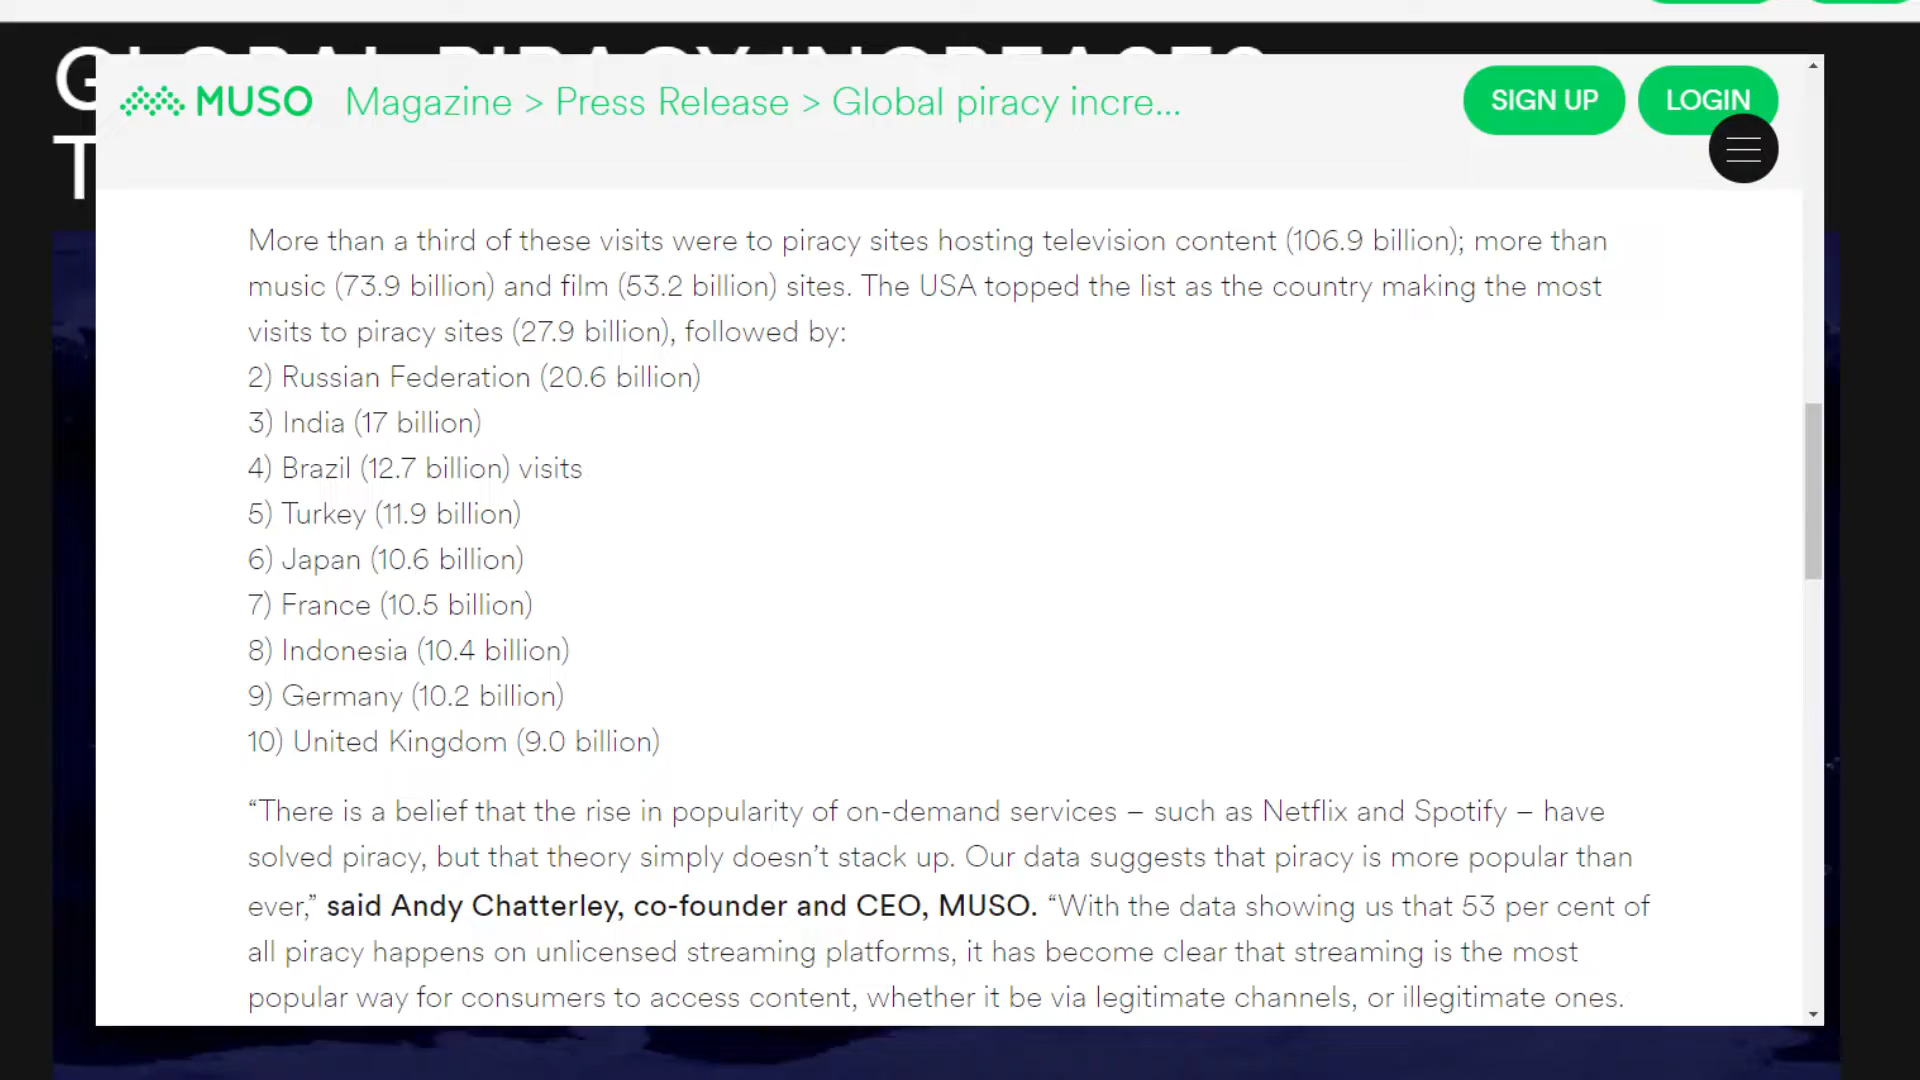 GLOBAL PIRACY INCREASES
MUSO Magazine > Press Release > Global piracy incre...
SIGN UP
LOGIN
More than a third of these visits were to piracy sites hosting television content (106.9 billion); more than
music (73.9 billion) and film (53.2 billion) sites. The USA topped the list as the country making the most
visits to piracy sites (27.9 billion), followed by:
2) Russian Federation (20.6 billion)
3) India (17 billion)
4) Brazil (12.7 billion) visits
5) Turkey (11.9 billion)
6) Japan (10.6 billion)
7) France (10.5 billion)
8) Indonesia (10.4 billion)
9) Germany (10.2 billion)
10) United Kingdom (9.0 billion)
“There is a belief that the rise in popularity of on-demand services – such as Netflix and Spotify – have
solved piracy, but that theory simply doesn’t stack up. Our data suggests that piracy is more popular than
ever,” said Andy Chatterley, co-founder and CEO, MUSO. “With the data showing us that 53 per cent of
all piracy happens on unlicensed streaming platforms, it has become clear that streaming is the most
popular way for consumers to access content, whether it be via legitimate channels, or illegitimate ones.